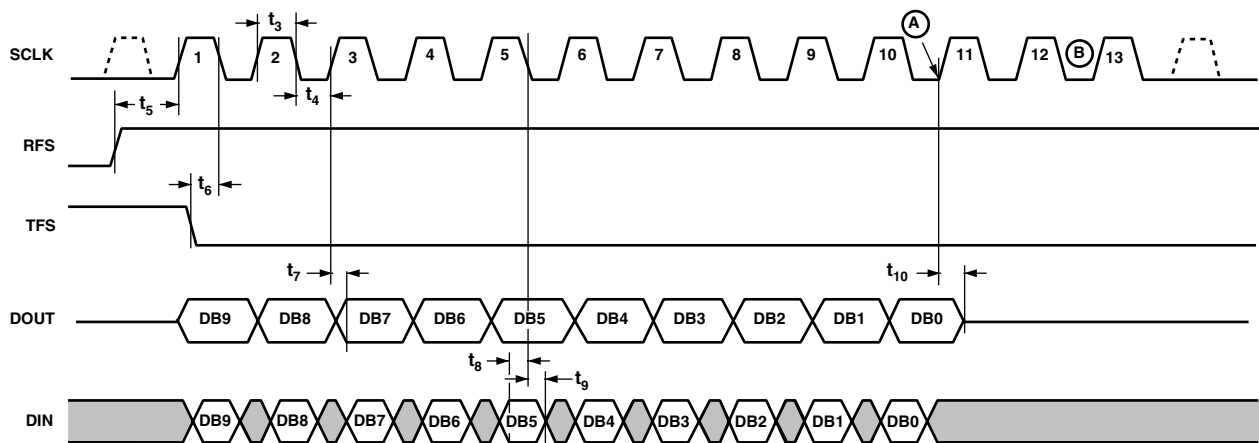 A
t3
SCLK 1 2 3 4 5 6 7 8 9 10 11 12 B 13
t4
t5
RFS
t6
TFS
t7 t10
DOUT DB9 DB8 DB7 DB6 DB5 DB4 DB3 DB2 DB1 DB0
t8 t9
DIN DB9 DB8 DB7 DB6 DB5 DB4 DB3 DB2 DB1 DB0